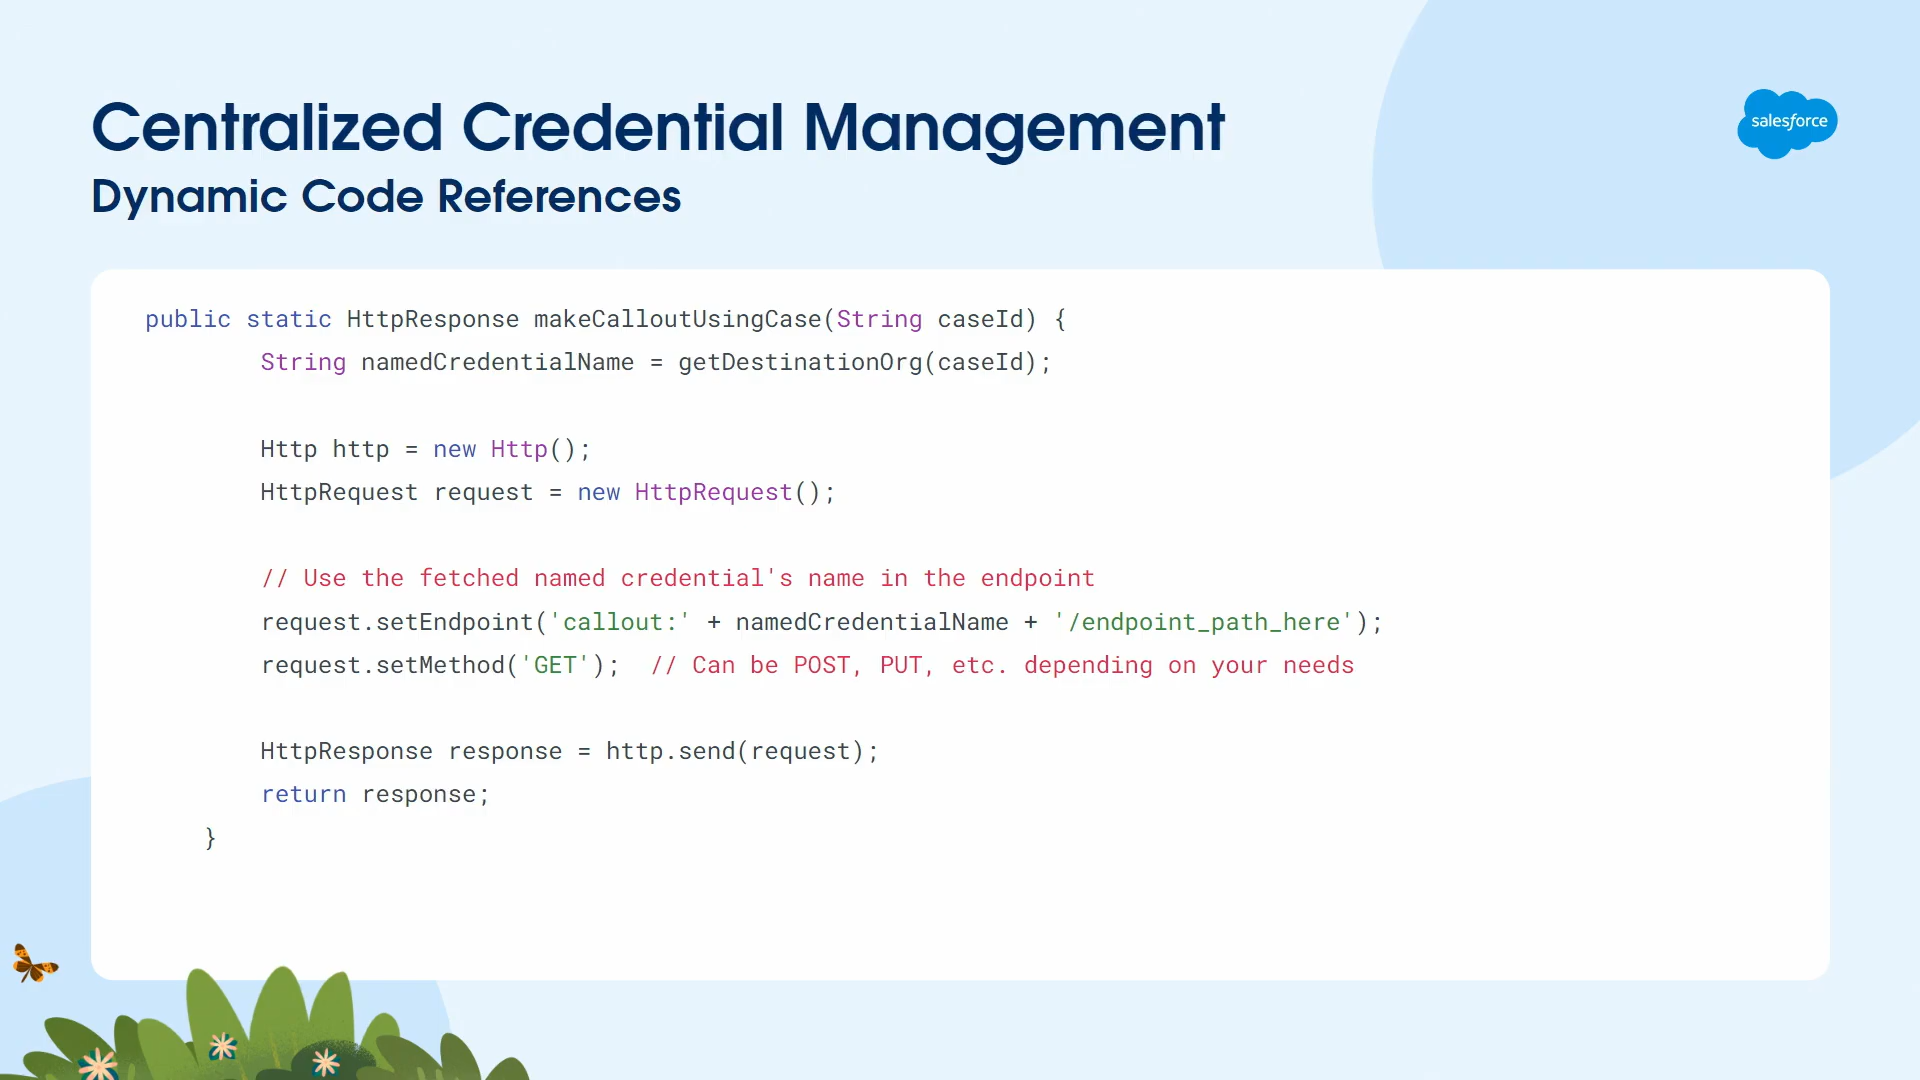 Centralized Credential Management
salesforce
Dynamic Code References
public static HttpResponse makeCalloutUsingCase(String caseId) {
String namedCredentialName = getDestinationOrg(caseId);
Http http = new Http();
HttpRequest request = new HttpRequest();
// Use the fetched named credential's name in the endpoint
request.setEndpoint('callout:' + namedCredentialName + '/endpoint_path_here');
request.setMethod('GET');  // Can be POST, PUT, etc. depending on your needs
HttpResponse response = http.send(request);
return response;
}